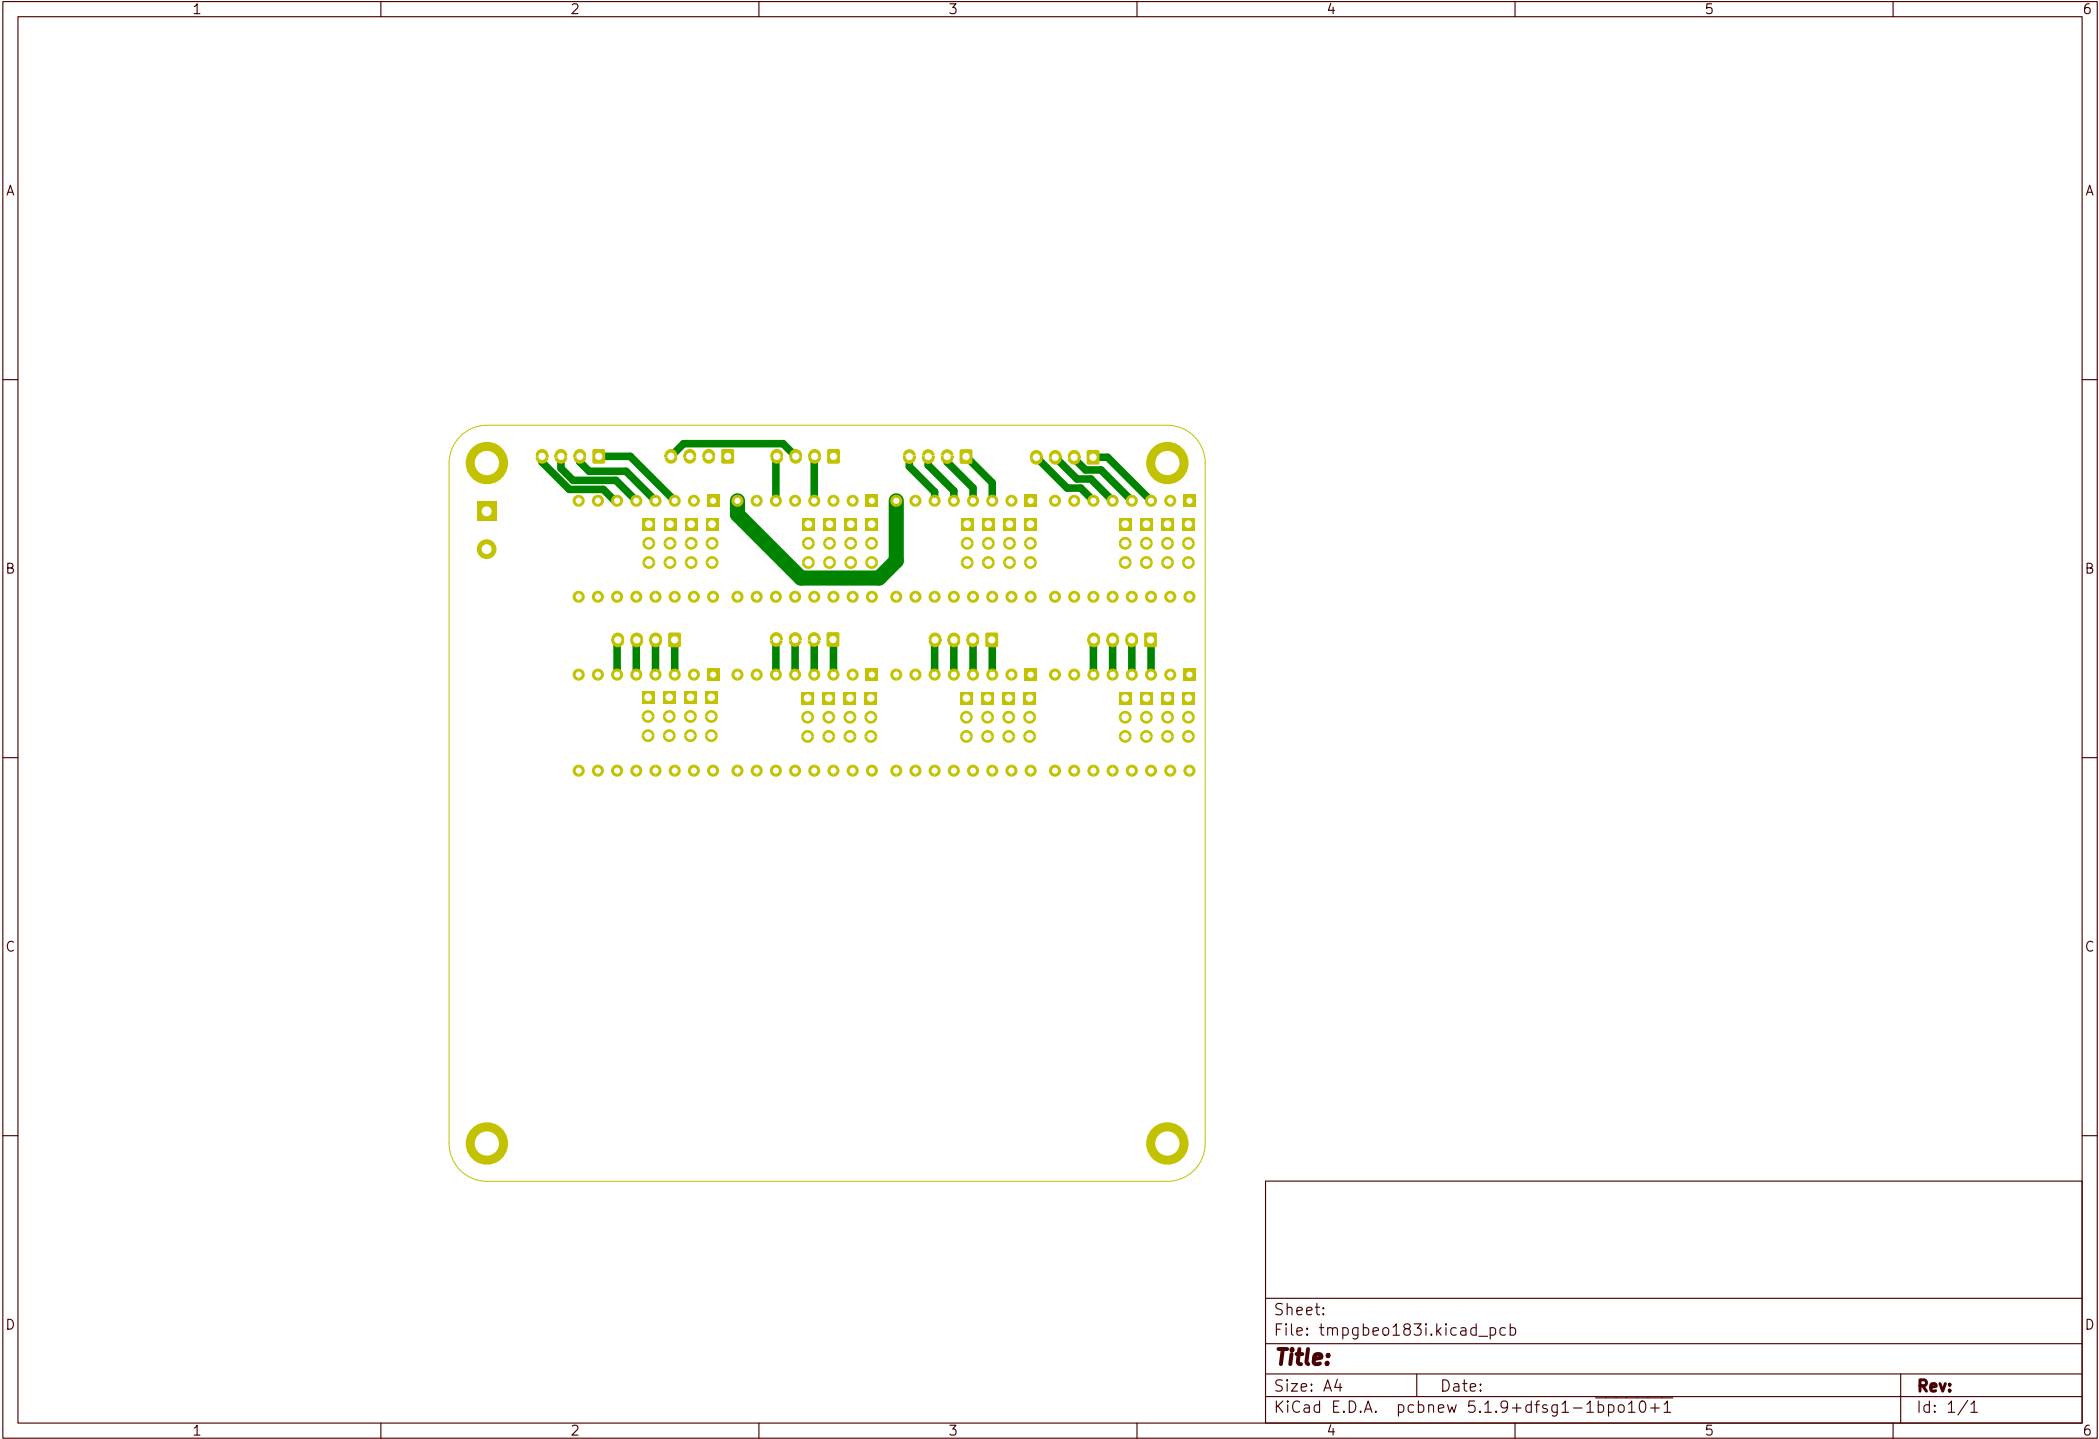 1 2 3 4 5 6
A A
B B
C C
D D
Sheet:
File: tmpgbeo183i.kicad_pcb
Title:
Size: A4 Date: Rev:
KiCad E.D.A. pcbnew 5.1.9+dfsg1-1bpo10+1 Id: 1/1
1 2 3 4 5 6